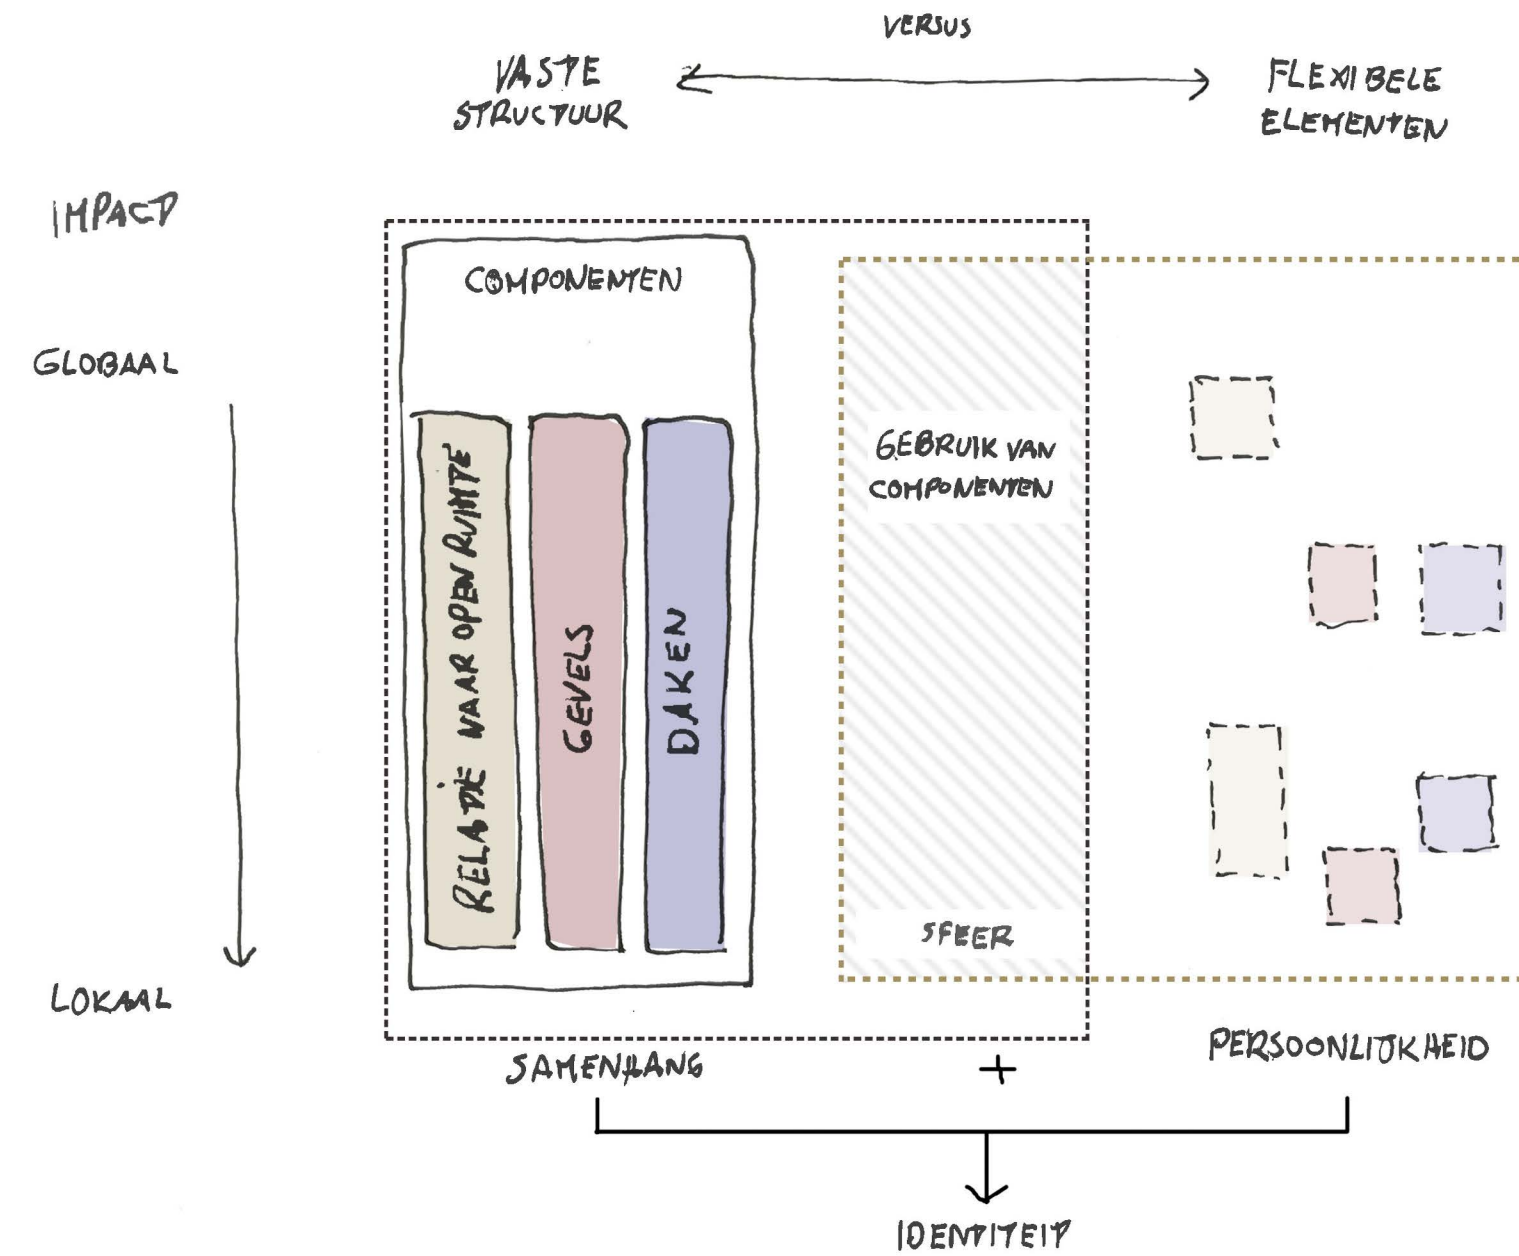 VERSUS
VASTE
STRUCTUUR
FLEXIBELE
ELEMENTEN
IMPACT
COMPONENTEN
GLOBAAL
RELATIE NAAR OPEN RUIMTE
GEVELS
DAKEN
GEBRUIK VAN
COMPONENTEN
SFEER
LOKAAL
SAMENHANG
+
PERSOONLIJKHEID
IDENTITEIT